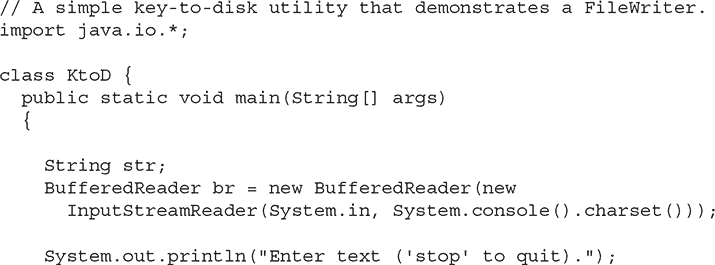 // A simple key-to-disk utility that demonstrates a FileWriter.
import java.io.*;

class KtoD {
  public static void main(String[] args)
  {

    String str;
    BufferedReader br = new BufferedReader(new
      InputStreamReader(System.in, System.console().charset()));

    System.out.println("Enter text ('stop' to quit).");